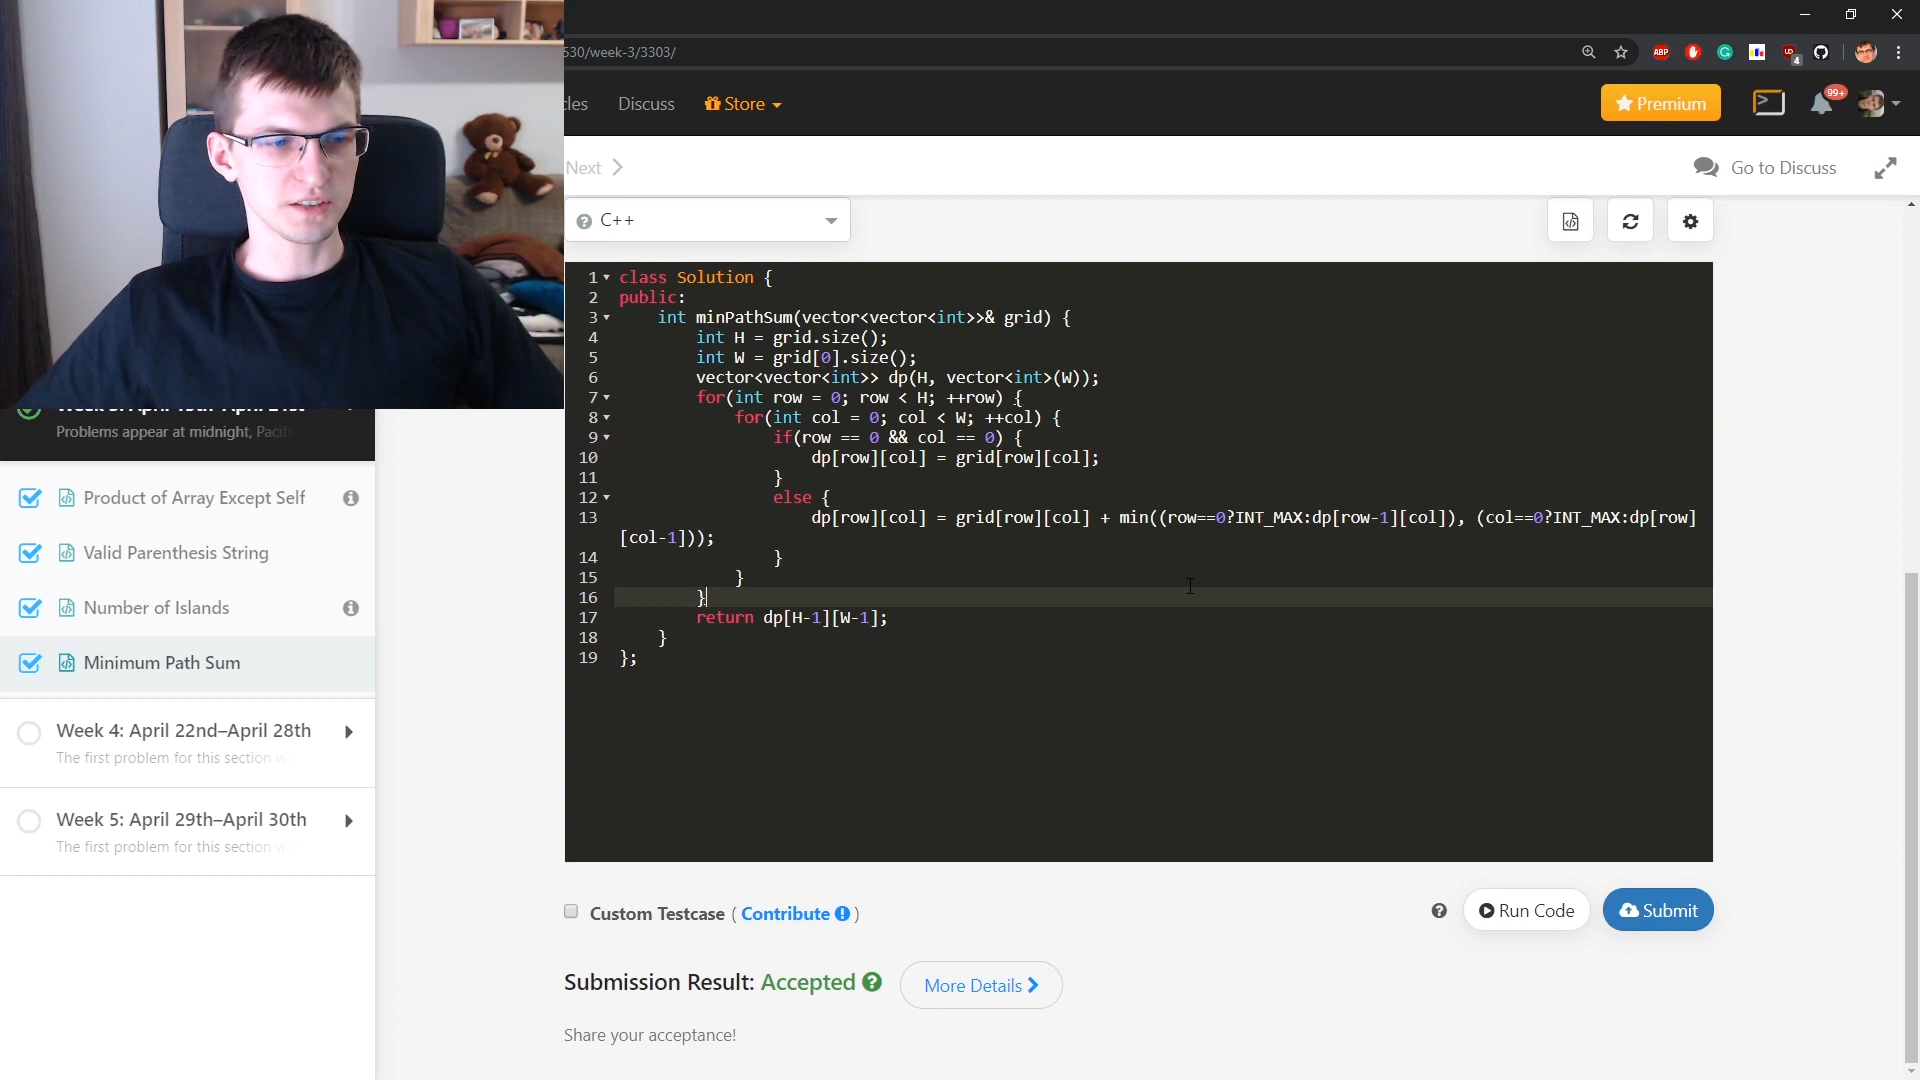 530/week-3/3303/
ABP
UD
4
cles
Discuss
Store
Premium
99+
Next
Go to Discuss
C++
1 class Solution {
2 public:
3 int minPathSum(vector<vector<int>>& grid) {
4 int H = grid.size();
5 int W = grid[0].size();
6 vector<vector<int>> dp(H, vector<int>(W));
7 for(int row = 0; row < H; ++row) {
8 for(int col = 0; col < W; ++col) {
9 if(row == 0 && col == 0) {
10 dp[row][col] = grid[row][col];
11 }
12 else {
13 dp[row][col] = grid[row][col] + min((row==0?INT_MAX:dp[row-1][col]), (col==0?INT_MAX:dp[row]
[col-1]));
14 }
15 }
16 }
17 return dp[H-1][W-1];
18 }
19 };
Problems appear at midnight, Pacifi
Product of Array Except Self
Valid Parenthesis String
Number of Islands
Minimum Path Sum
Week 4: April 22nd–April 28th
The first problem for this section w
Week 5: April 29th–April 30th
The first problem for this section w
Custom Testcase ( Contribute )
Run Code
Submit
Submission Result: Accepted
More Details
Share your acceptance!